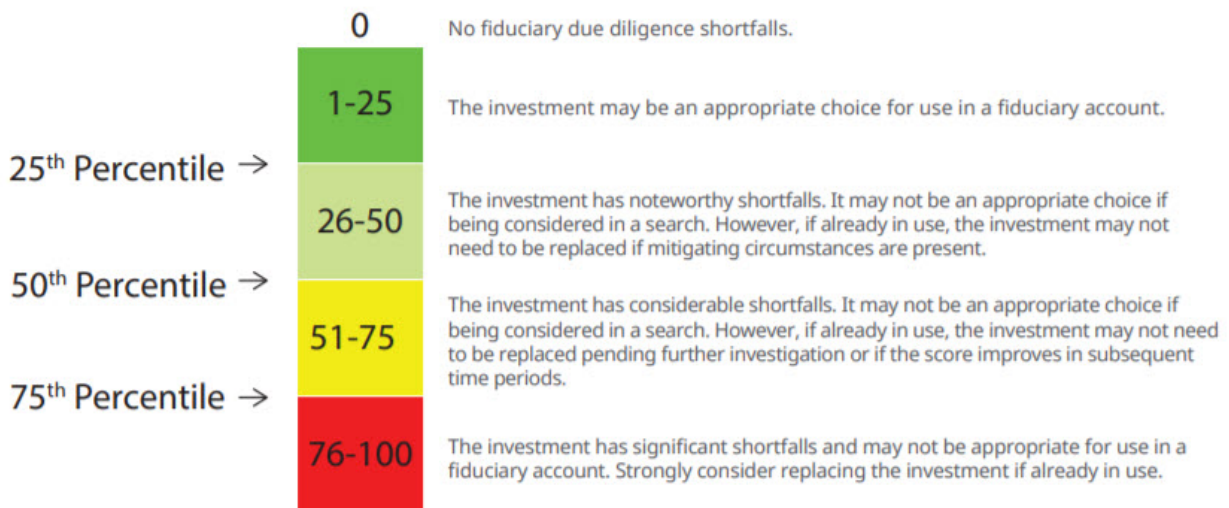 0
No fiduciary due diligence shortfalls.
1-25
The investment may be an appropriate choice for use in a fiduciary account.
25th Percentile →
26-50
The investment has noteworthy shortfalls. It may not be an appropriate choice if
being considered in a search. However, if already in use, the investment may not
need to be replaced if mitigating circumstances are present.
50th Percentile →
51-75
The investment has considerable shortfalls. It may not be an appropriate choice if
being considered in a search. However, if already in use, the investment may not need
to be replaced pending further investigation or if the score improves in subsequent
time periods.
75th Percentile →
76-100
The investment has significant shortfalls and may not be appropriate for use in a
fiduciary account. Strongly consider replacing the investment if already in use.